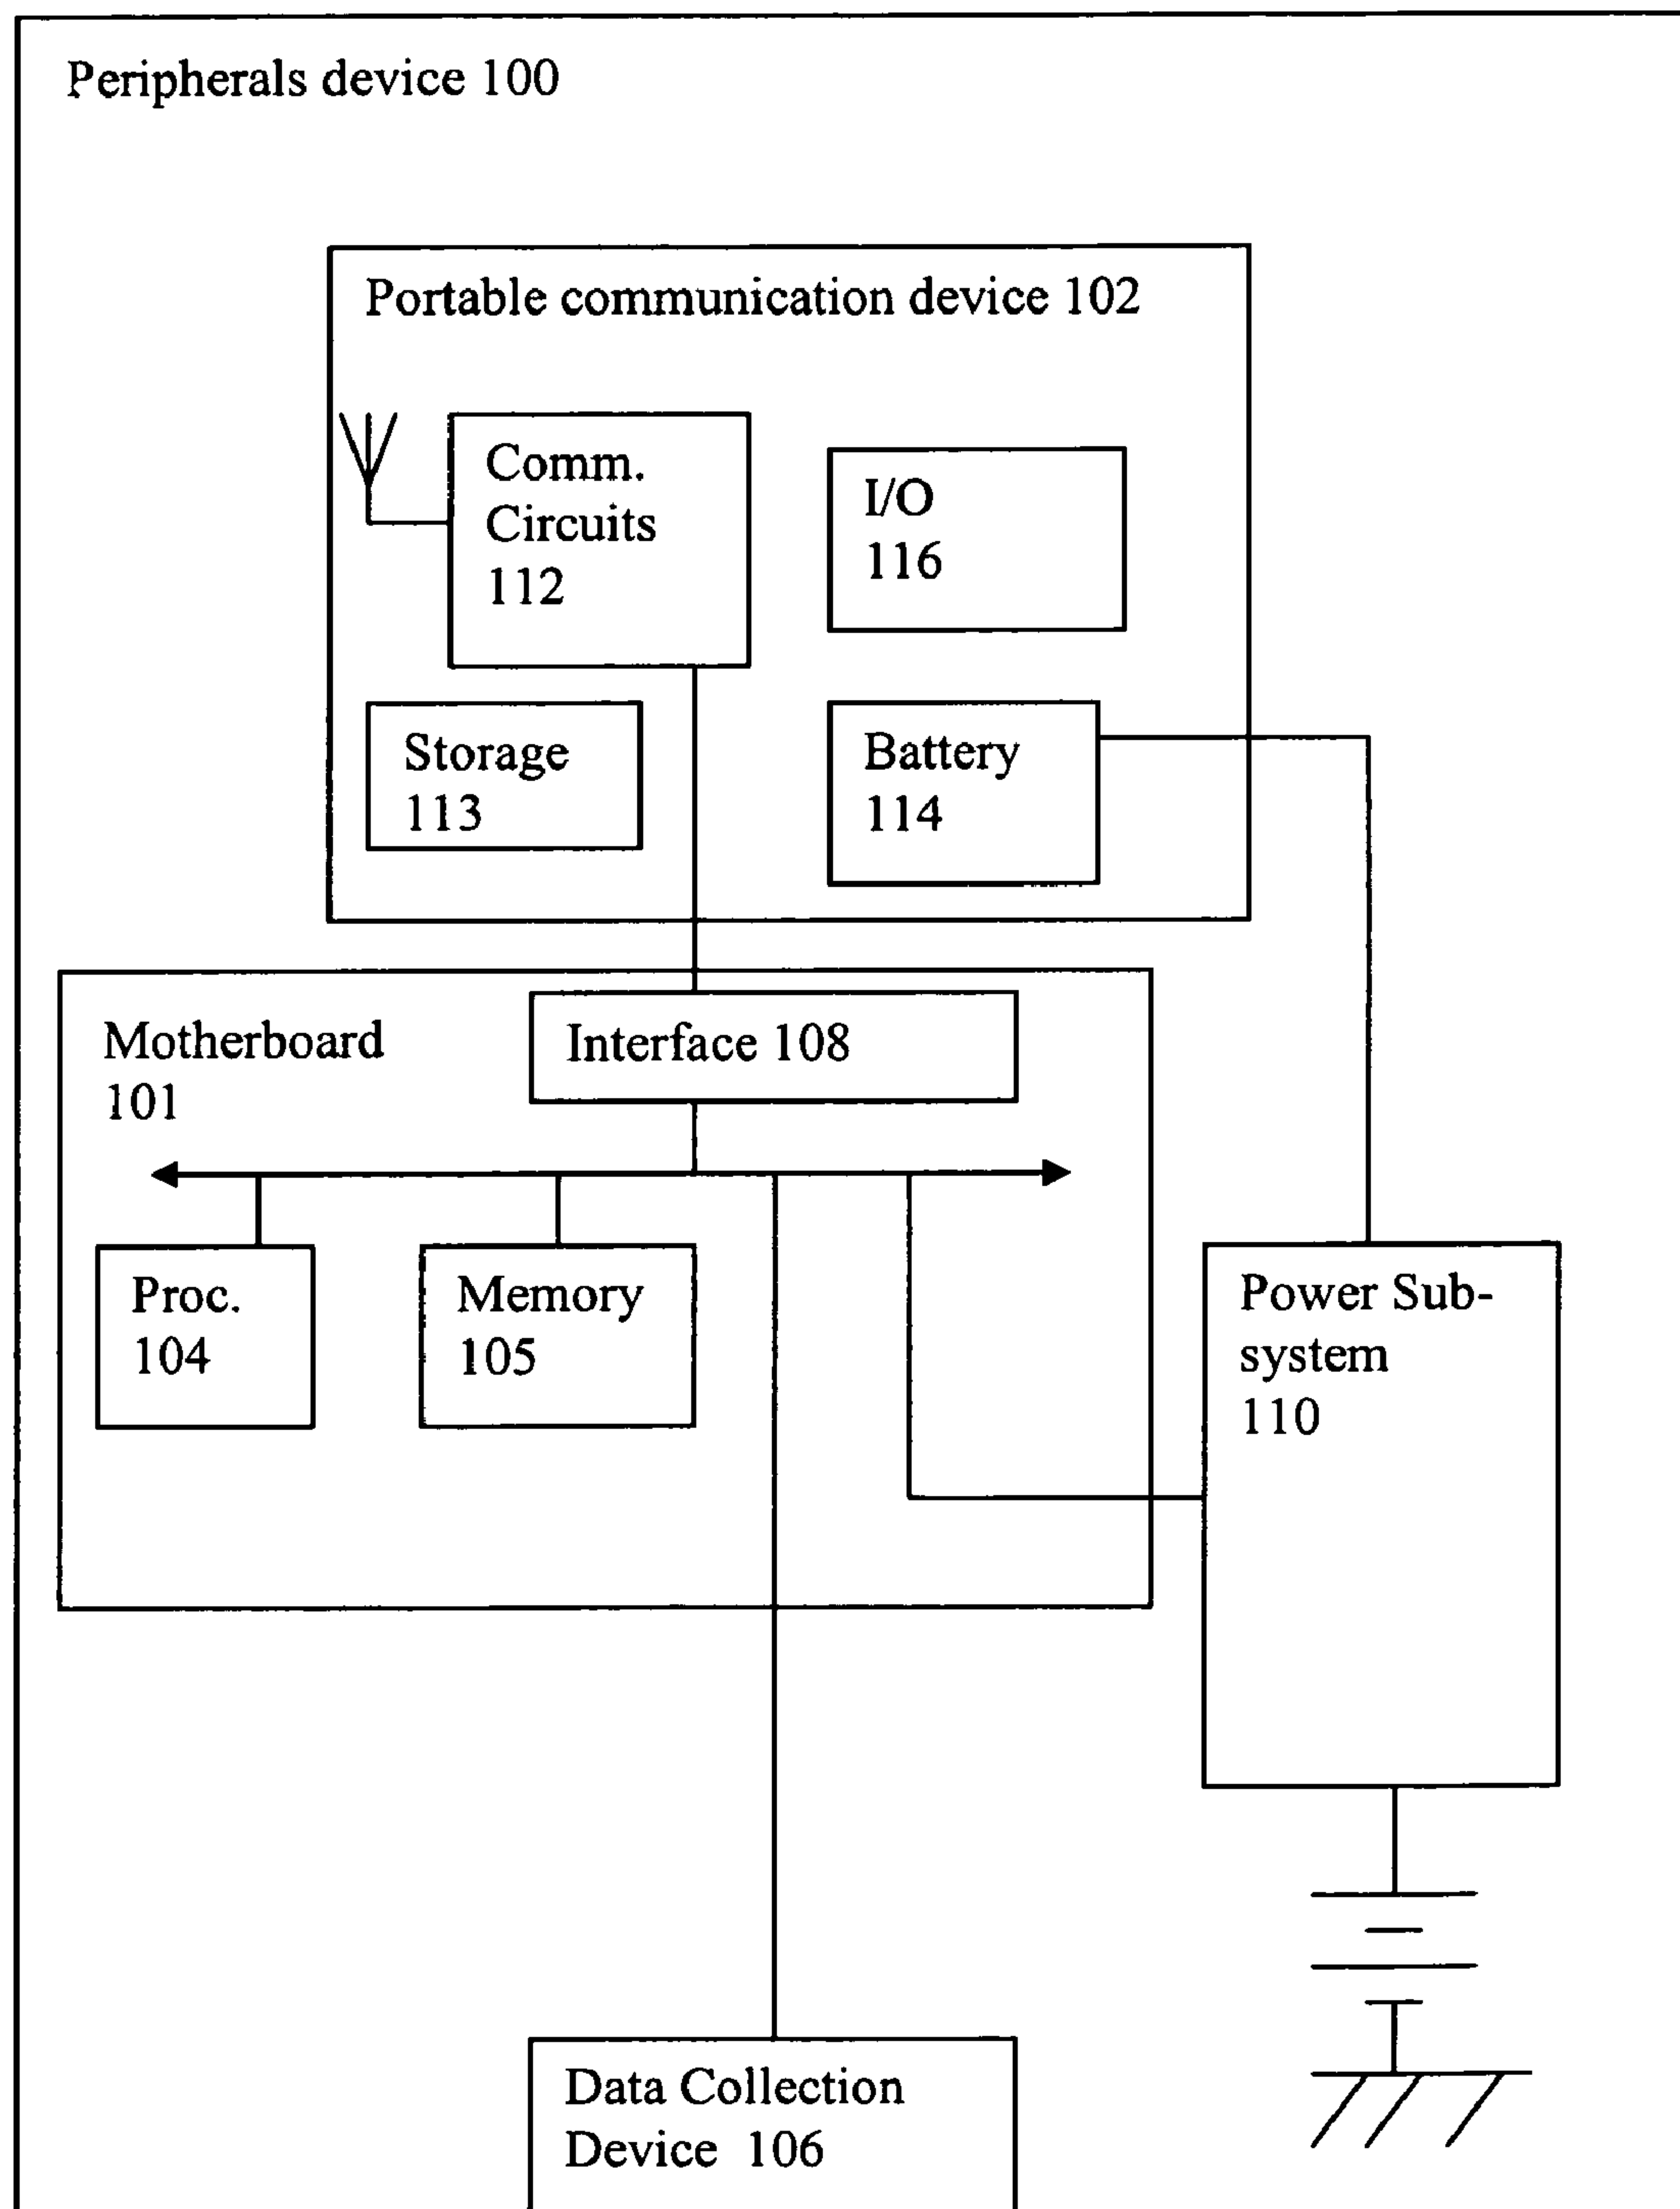 Peripherals device 100
Portable communication device 102
Comm.
Circuits
112
I/O
116
Storage
113
Battery
114
Motherboard
101
Interface 108
Proc.
104
Memory
105
Power Sub-
system
110
Data Collection
Device 106